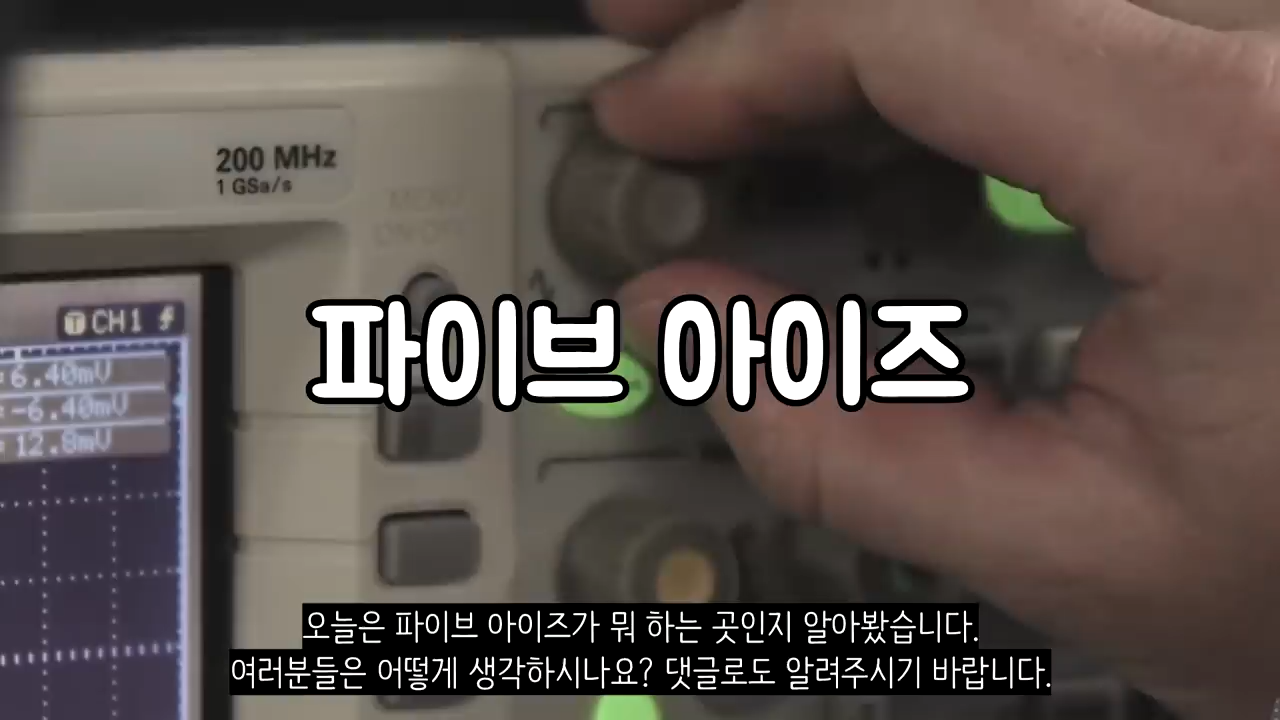 200 MHz
1 GSa/s
MENU
ON/OFF
T CH1
=6.40mV
=-6.40mV
=12.8mV
파이브 아이즈
오늘은 파이브 아이즈가 뭐 하는 곳인지 알아봤습니다.
여러분들은 어떻게 생각하시나요? 댓글로도 알려주시기 바랍니다.